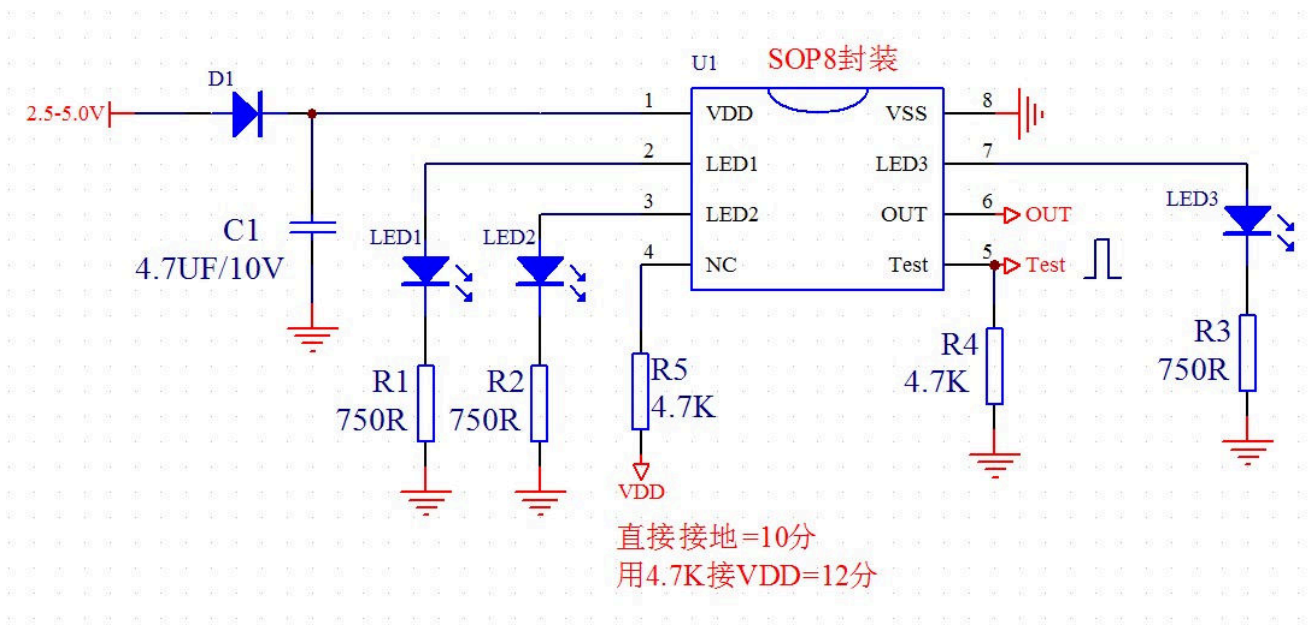 U1
SOP8封装
D1
2.5-5.0V
1
VDD
VSS
8
2
LED1
LED3
7
3
LED2
OUT
6
OUT
4
NC
Test
5
Test
C1
4.7UF/10V
LED1
LED2
LED3
R1
750R
R2
750R
R5
4.7K
R4
4.7K
R3
750R
VDD
直接接地=10分
用4.7K接VDD=12分